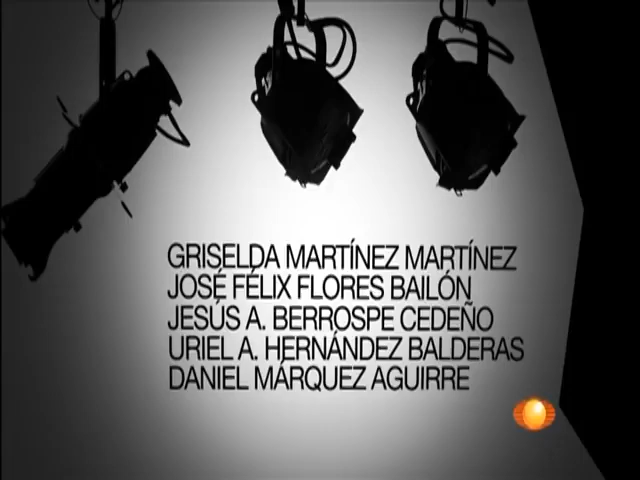 GRISELDA MARTÍNEZ MARTÍNEZ
JOSÉ FÉLIX FLORES BAILÓN
JESÚS A. BERROSPE CEDEÑO
URIEL A. HERNÁNDEZ BALDERAS
DANIEL MÁRQUEZ AGUIRRE